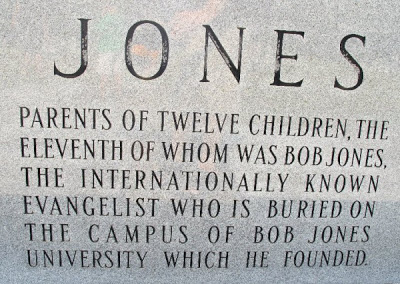 JONES
PARENTS OF TWELVE CHILDREN, THE
ELEVENTH OF WHOM WAS BOB JONES,
THE INTERNATIONALLY KNOWN
EVANGELIST WHO IS BURIED ON
THE CAMPUS OF BOB JONES
UNIVERSITY WHICH HE FOUNDED.